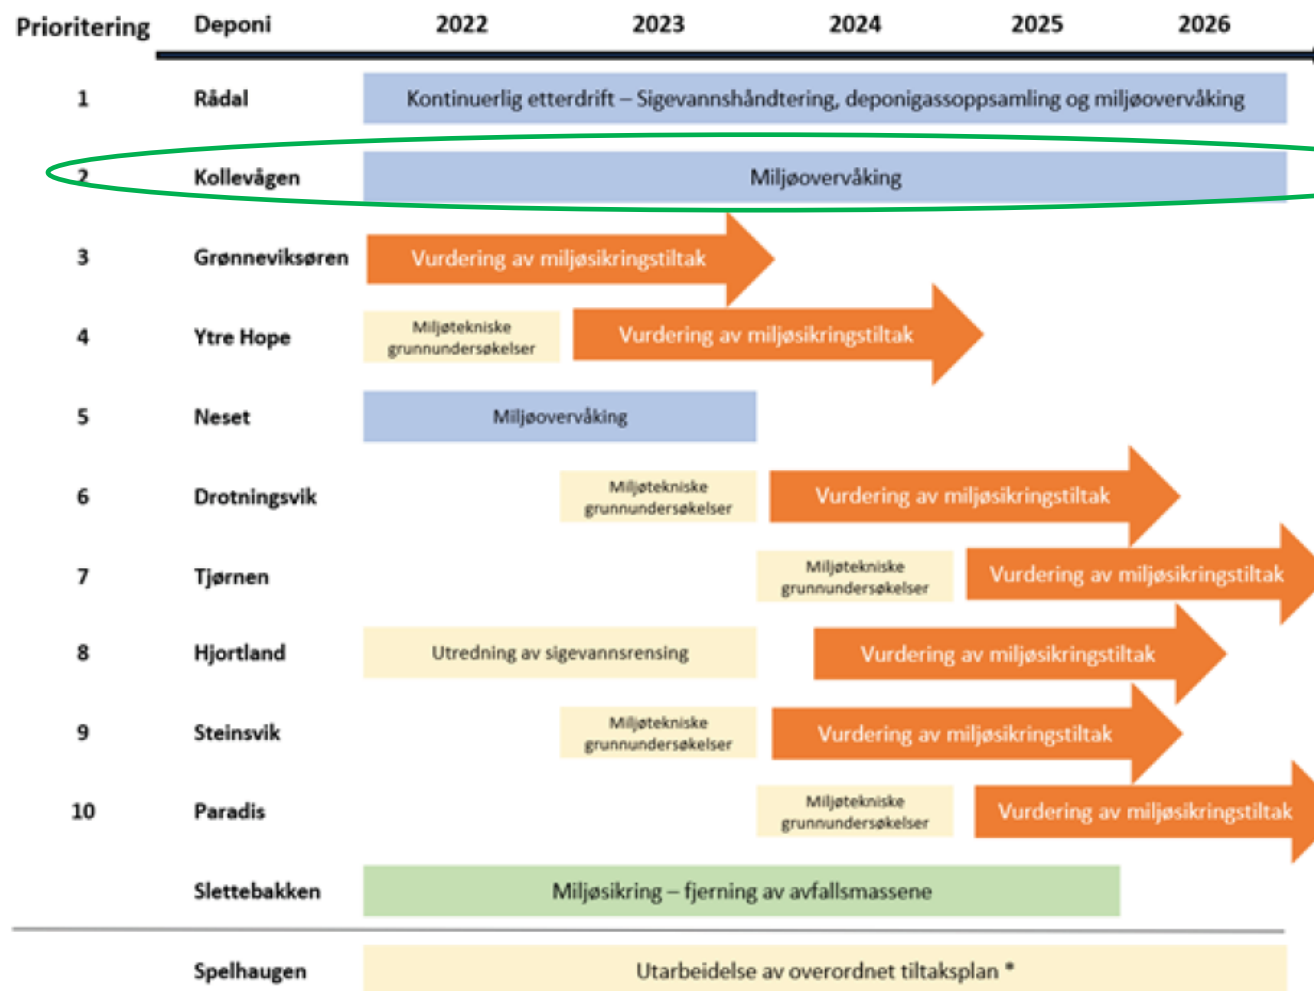 Prioritering Deponi 2022 2023 2024 2025 2026
1 Rådal Kontinuerlig etterdrift – Sigevannshåndtering, deponigassoppsamling og miljøovervåking
2 Kollevågen Miljøovervåking
3 Grønneviksøren Vurdering av miljøsikringstiltak
4 Ytre Hope Miljøtekniske
grunnundersøkelser Vurdering av miljøsikringstiltak
5 Neset Miljøovervåking
6 Drotningsvik Miljøtekniske
grunnundersøkelser Vurdering av miljøsikringstiltak
7 Tjørnen Miljøtekniske
grunnundersøkelser Vurdering av miljøsikringstiltak
8 Hjortland Utredning av sigevannsrensing Vurdering av miljøsikringstiltak
9 Steinsvik Miljøtekniske
grunnundersøkelser Vurdering av miljøsikringstiltak
10 Paradis Miljøtekniske
grunnundersøkelser Vurdering av miljøsikringstiltak
Slettebakken Miljøsikring – fjerning av avfallsmassene
Spelhaugen Utarbeidelse av overordnet tiltaksplan *